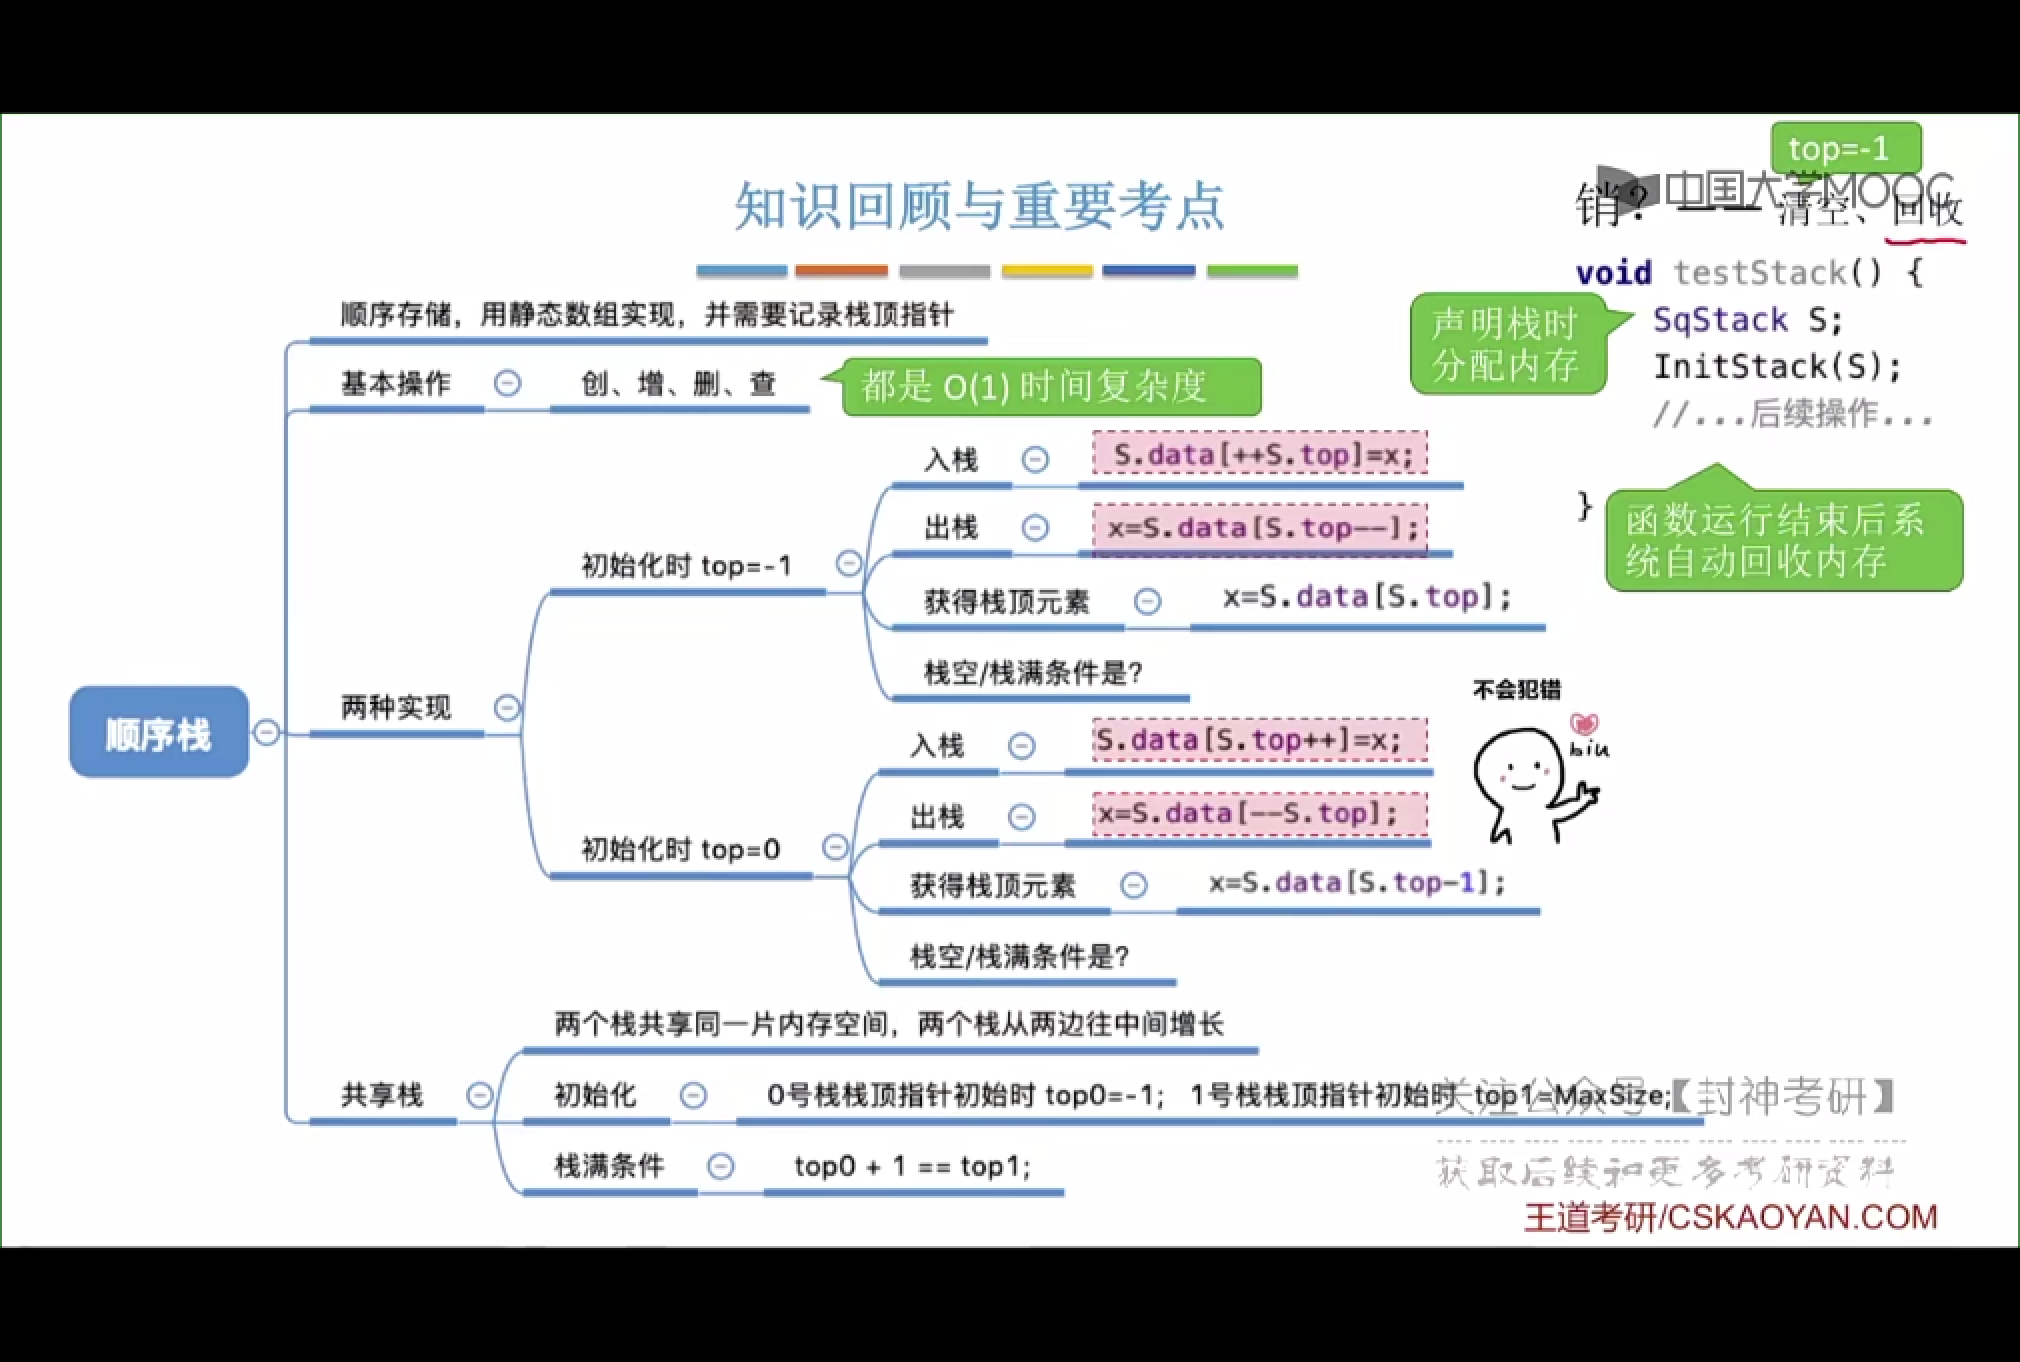 top=-1
中国大学MOOC
知识回顾与重要考点
销？——清空、回收
void testStack() {
声明栈时
分配内存
SqStack S;
InitStack(S);
//...后续操作...
}
函数运行结束后系
统自动回收内存
顺序栈
顺序存储，用静态数组实现，并需要记录栈顶指针
基本操作
创、增、删、查
都是 O(1) 时间复杂度
两种实现
初始化时 top=-1
入栈
S.data[++S.top]=x;
出栈
x=S.data[S.top--];
获得栈顶元素
x=S.data[S.top];
栈空/栈满条件是？
初始化时 top=0
入栈
S.data[S.top++]=x;
出栈
x=S.data[--S.top];
获得栈顶元素
x=S.data[S.top-1];
栈空/栈满条件是？
不会犯错
biu
共享栈
两个栈共享同一片内存空间，两个栈从两边往中间增长
初始化
0号栈栈顶指针初始时 top0=-1； 1号栈栈顶指针初始时 top1=MaxSize;
栈满条件
top0 + 1 == top1;
关注公众号【封神考研】
获取后续和更多考研资料
王道考研/CSKAOYAN.COM